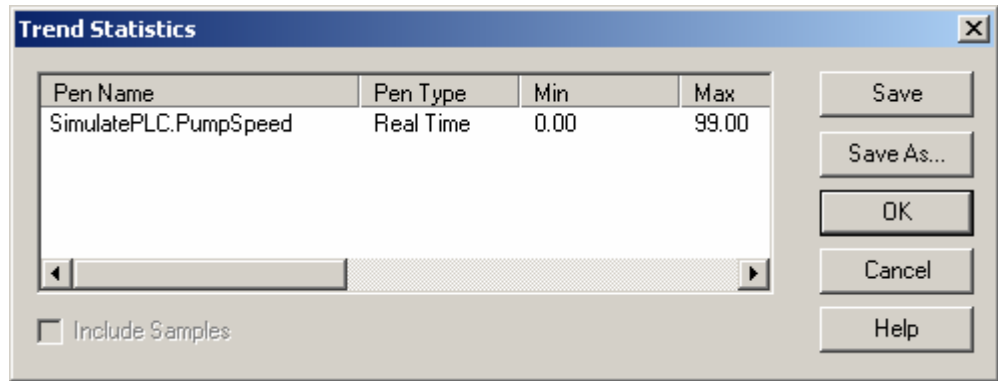 Trend Statistics
Pen Name Pen Type Min Max
SimulatePLC.PumpSpeed Real Time 0.00 99.00
Save
Save As...
OK
Cancel
Help
Include Samples